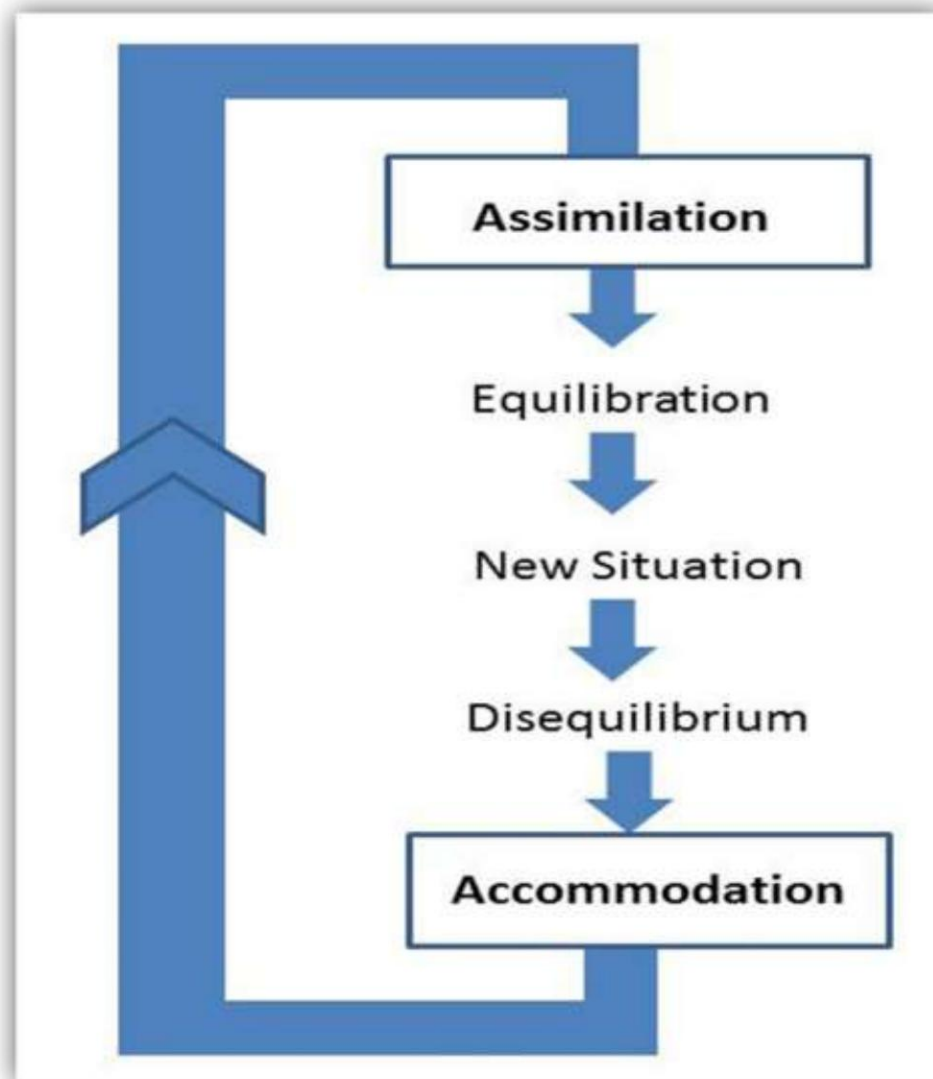 Assimilation
Equilibration
New Situation
Disequilibrium
Accommodation